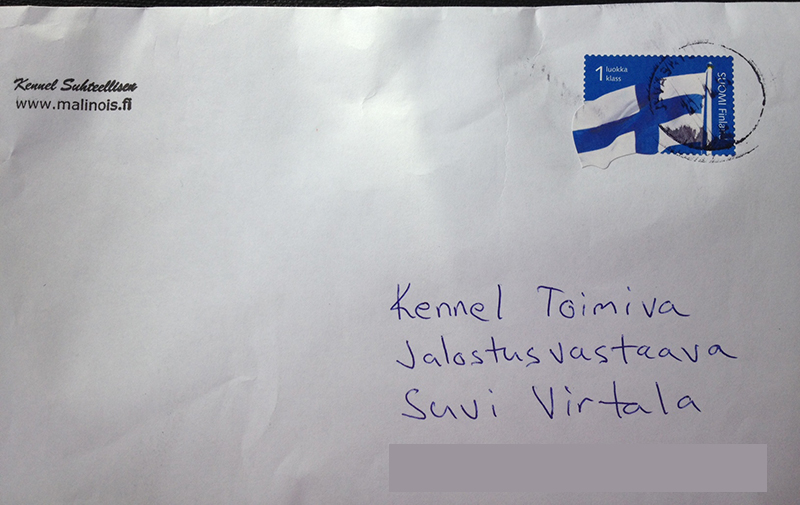 Kennel Suhteellisen
www.malinois.fi
1 luokka
klass
SUOMI Finland
Kennel Toimiva
Jalostusvastaava
Suvi Virtala